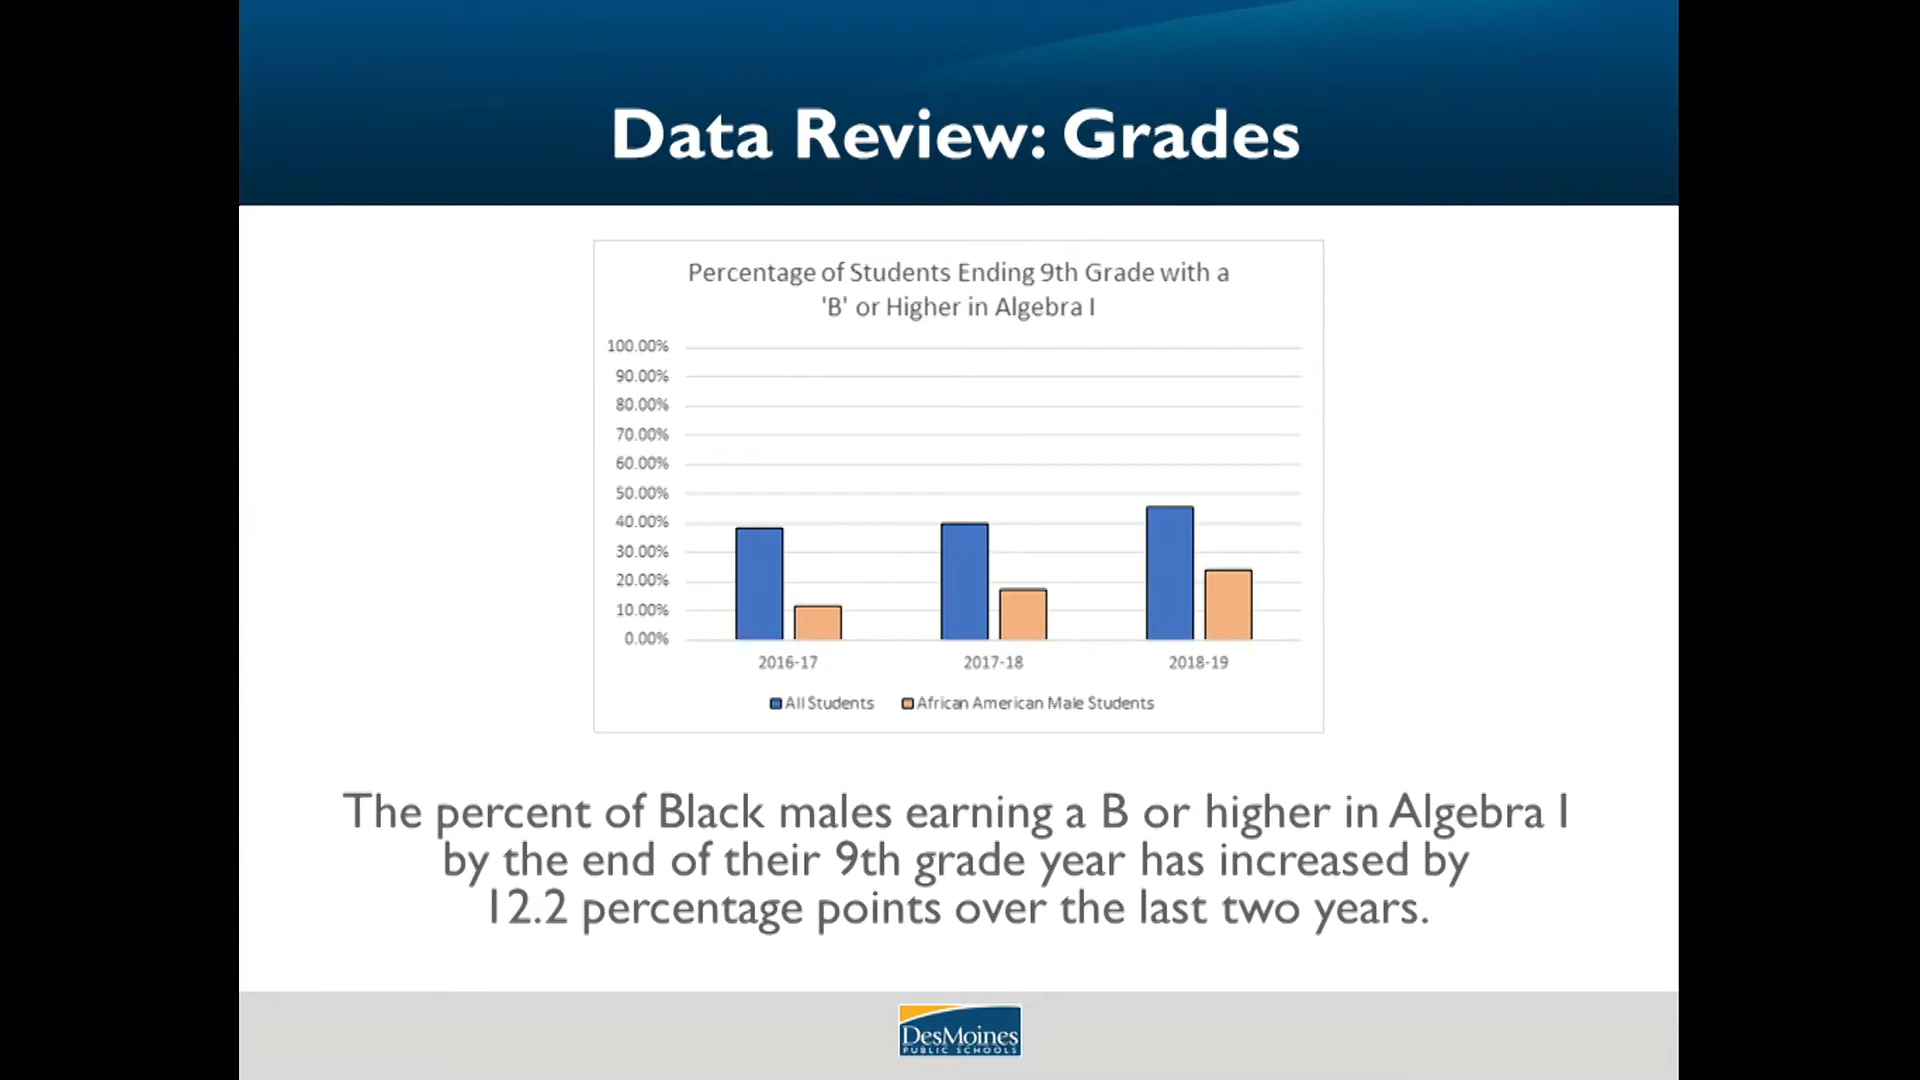 Data Review: Grades
Percentage of Students Ending 9th Grade with a
'B' or Higher in Algebra I
100.00%
90.00%
80.00%
70.00%
60.00%
50.00%
40.00%
30.00%
20.00%
10.00%
0.00%
2016-17 2017-18 2018-19
All Students African American Male Students
The percent of Black males earning a B or higher in Algebra I
by the end of their 9th grade year has increased by
12.2 percentage points over the last two years.
DesMoines
PUBLIC SCHOOLS